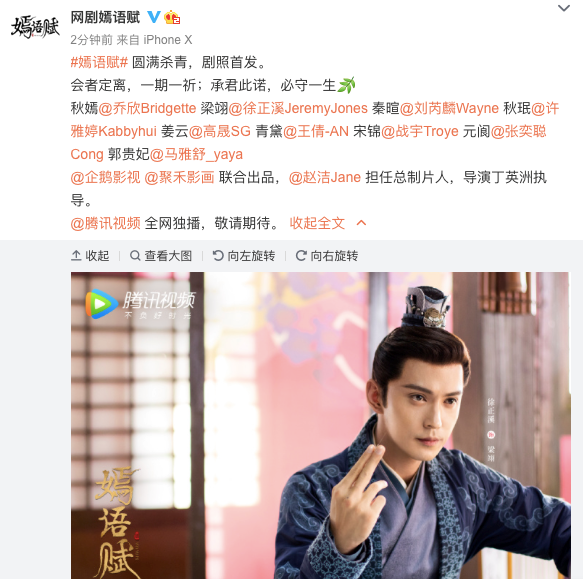 嫣语赋
网剧嫣语赋
2分钟前 来自 iPhone X
#嫣语赋# 圆满杀青，剧照首发。
会者定离，一期一祈；承君此诺，必守一生
秋嫣@乔欣Bridgette 梁翊@徐正溪JeremyJones 秦暄@刘芮麟Wayne 秋珉@许
雅婷Kabbyhui 姜云@高晟SG 青黛@王倩-AN 宋锦@战宇Troye 元阆@张奕聪
Cong 郭贵妃@马雅舒_yaya
@企鹅影视 @聚禾影画 联合出品，@赵洁Jane 担任总制片人，导演丁英洲执
导。
@腾讯视频 全网独播，敬请期待。 收起全文
收起 查看大图 向左旋转 向右旋转
腾讯视频
不负好时光
徐正溪 饰 梁翊
嫣语赋